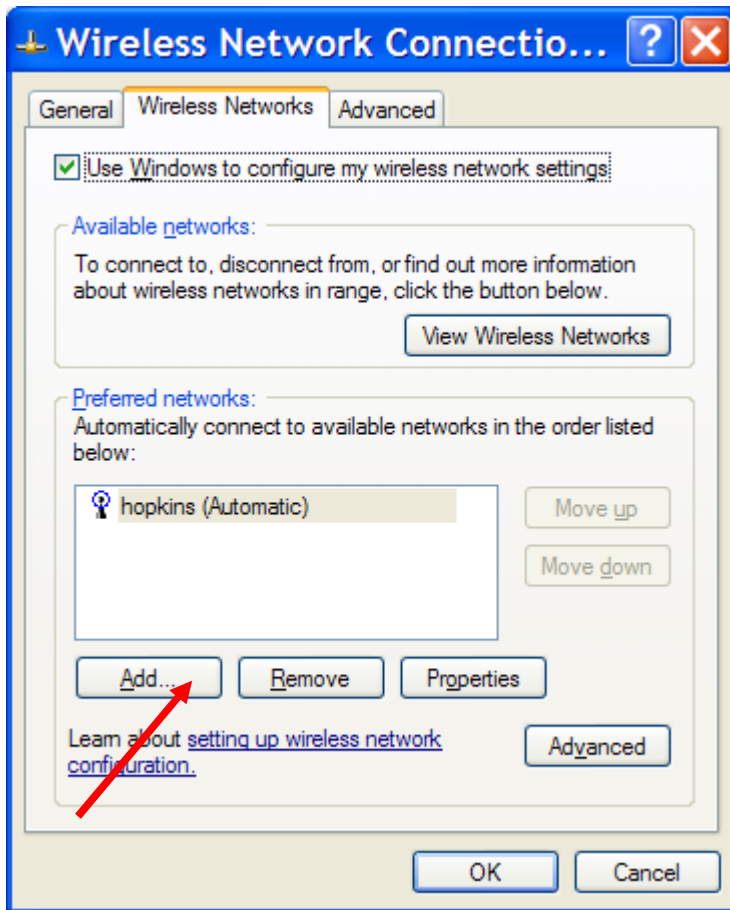 Wireless Network Connectio... ?
General Wireless Networks Advanced
Use Windows to configure my wireless network settings
Available networks:
To connect to, disconnect from, or find out more information
about wireless networks in range, click the button below.
View Wireless Networks
Preferred networks:
Automatically connect to available networks in the order listed
below:
hopkins (Automatic)
Move up
Move down
Add... Remove Properties
Learn about setting up wireless network
configuration.
Advanced
OK Cancel